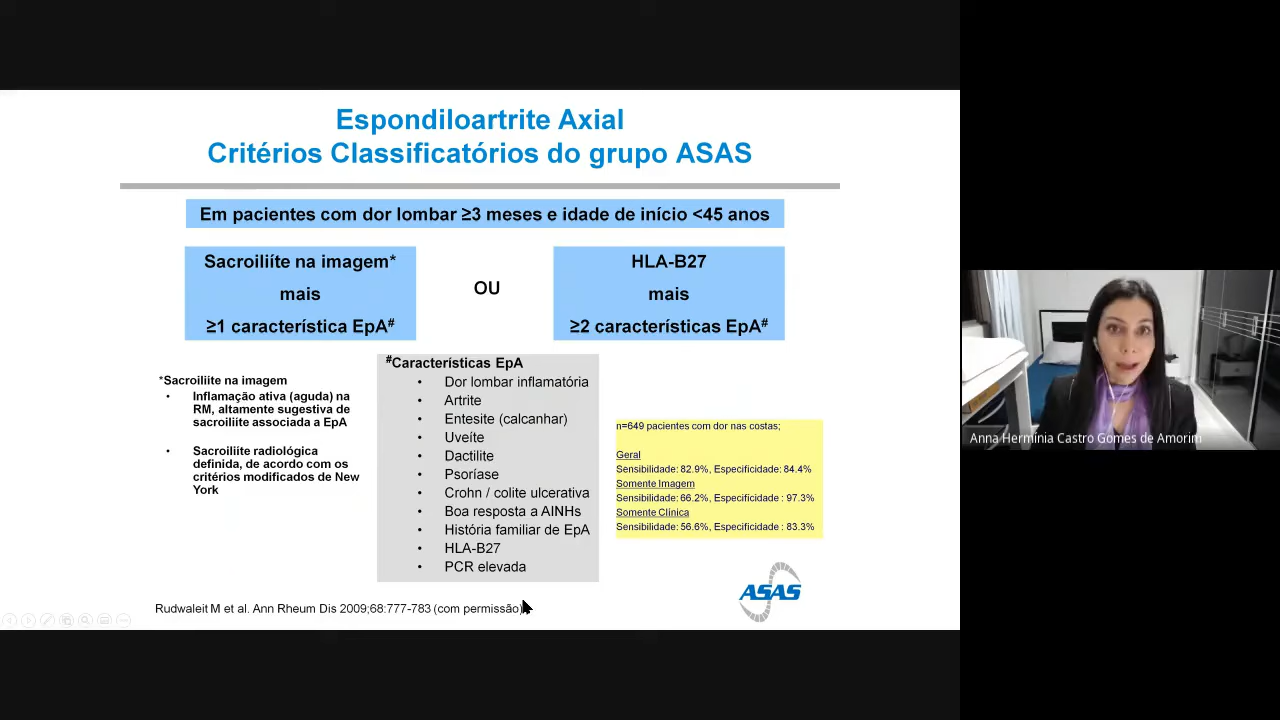 Espondiloartrite Axial
Critérios Classificatórios do grupo ASAS
Em pacientes com dor lombar ≥3 meses e idade de início <45 anos
Sacroiliíte na imagem*
mais
≥1 característica EpA#
OU
HLA-B27
mais
≥2 características EpA#
*Sacroiliíte na imagem
• Inflamação ativa (aguda) na
RM, altamente sugestiva de
sacroiliite associada a EpA
• Sacroiliite radiológica
definida, de acordo com os
critérios modificados de New
York
#Características EpA
• Dor lombar inflamatória
• Artrite
• Entesite (calcanhar)
• Uveíte
• Dactilite
• Psoríase
• Crohn / colite ulcerativa
• Boa resposta a AINHs
• História familiar de EpA
• HLA-B27
• PCR elevada
n=649 pacientes com dor nas costas;
Geral
Sensibilidade: 82.9%, Especificidade: 84.4%
Somente Imagem
Sensibilidade: 66.2%, Especificidade : 97.3%
Somente Clínica
Sensibilidade: 56.6%, Especificidade : 83.3%
ASAS
Rudwaleit M et al. Ann Rheum Dis 2009;68:777-783 (com permissão)
Anna Hermínia Castro Gomes de Amorim